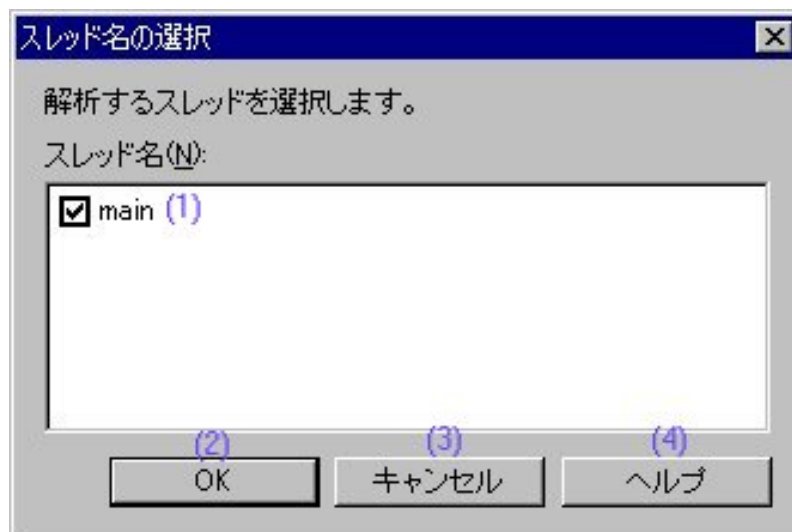 スレッド名の選択
解析するスレッドを選択します。
スレッド名(N):
main (1)
(2) (3) (4)
OK キャンセル ヘルプ